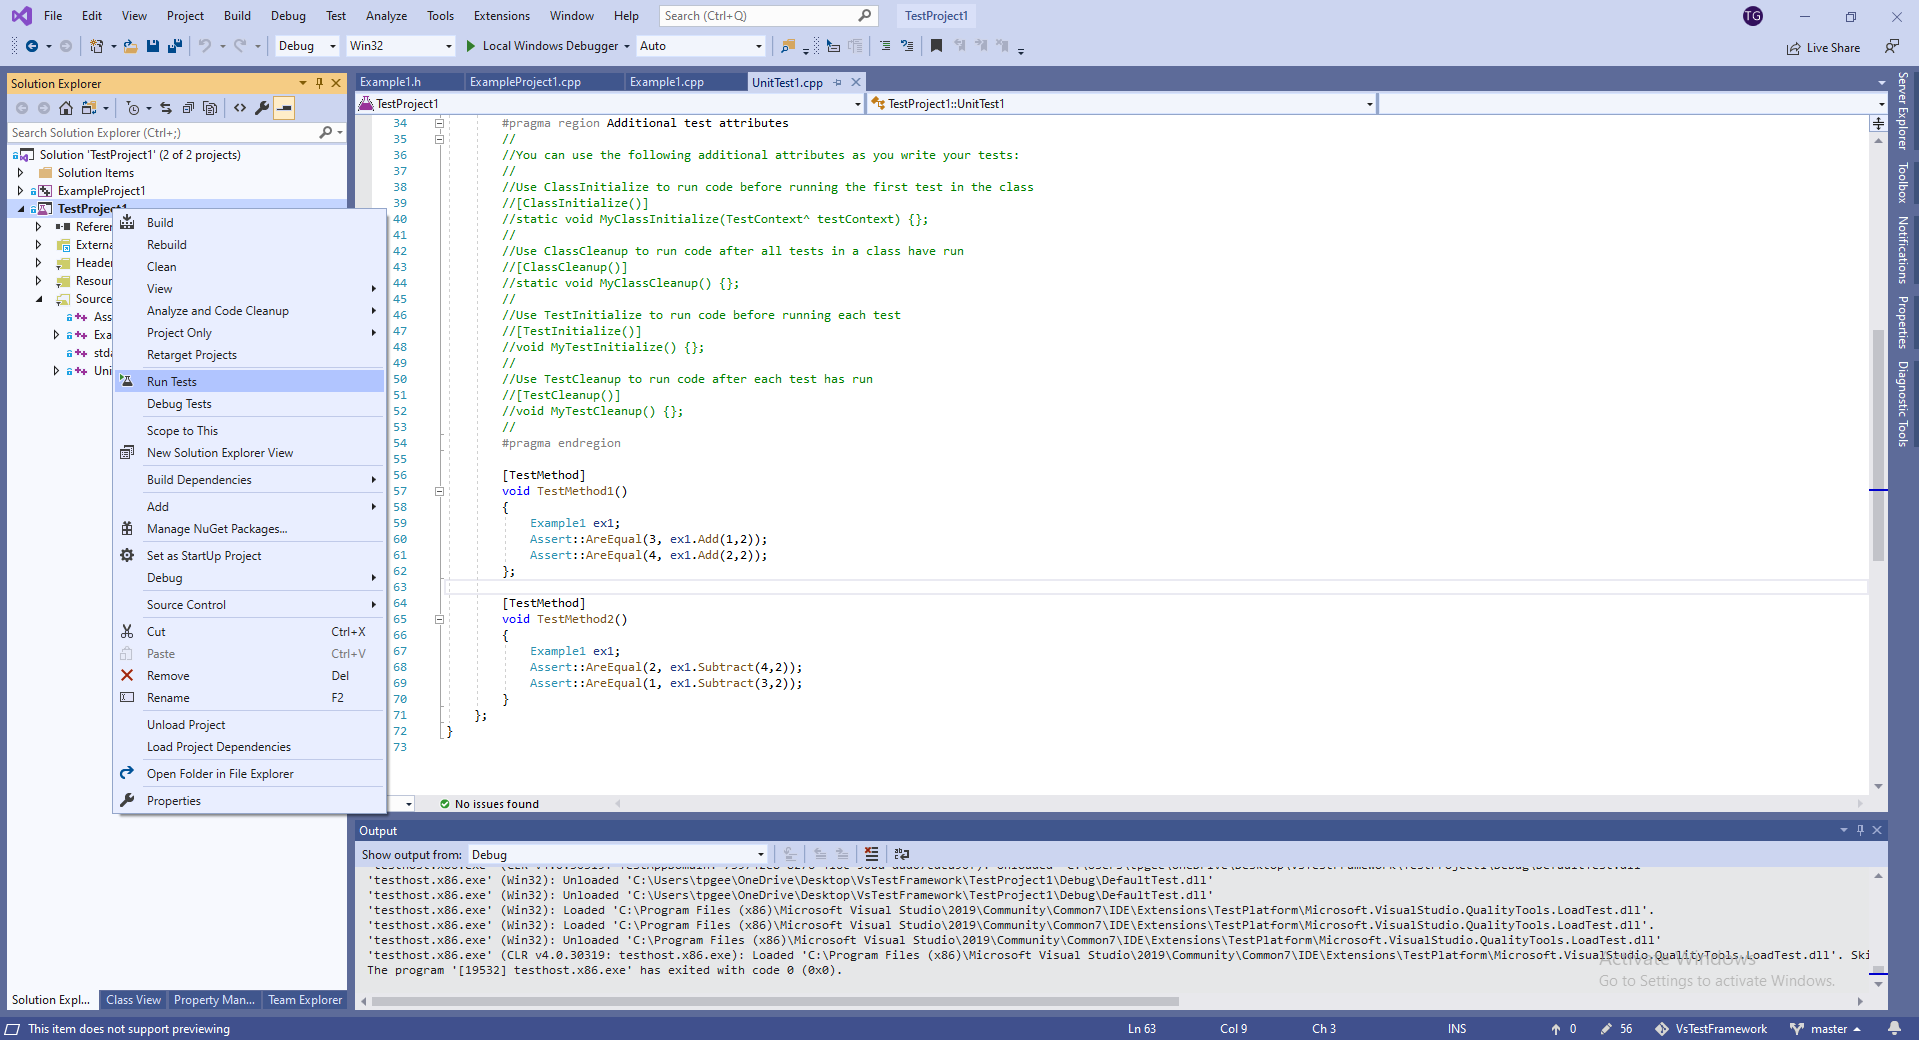 File Edit View Project Build Debug Test Analyze Tools Extensions Window Help Search (Ctrl+Q) TestProject1 TG
Debug Win32 Local Windows Debugger Auto Live Share
Solution Explorer
Search Solution Explorer (Ctrl+;)
Solution 'TestProject1' (2 of 2 projects)
Solution Items
ExampleProject1
TestProject1
Referen
Externa
Header
Resour
Source
Ass
Exa
stda
Uni
Build
Rebuild
Clean
View
Analyze and Code Cleanup
Project Only
Retarget Projects
Run Tests
Debug Tests
Scope to This
New Solution Explorer View
Build Dependencies
Add
Manage NuGet Packages...
Set as StartUp Project
Debug
Source Control
Cut Ctrl+X
Paste Ctrl+V
Remove Del
Rename F2
Unload Project
Load Project Dependencies
Open Folder in File Explorer
Properties
Solution Expl... Class View Property Man... Team Explorer
Example1.h ExampleProject1.cpp Example1.cpp UnitTest1.cpp
TestProject1 TestProject1::UnitTest1
34 #pragma region Additional test attributes
35 //
36 //You can use the following additional attributes as you write your tests:
37 //
38 //Use ClassInitialize to run code before running the first test in the class
39 //[ClassInitialize()]
40 //static void MyClassInitialize(TestContext^ testContext) {};
41 //
42 //Use ClassCleanup to run code after all tests in a class have run
43 //[ClassCleanup()]
44 //static void MyClassCleanup() {};
45 //
46 //Use TestInitialize to run code before running each test
47 //[TestInitialize()]
48 //void MyTestInitialize() {};
49 //
50 //Use TestCleanup to run code after each test has run
51 //[TestCleanup()]
52 //void MyTestCleanup() {};
53 //
54 #pragma endregion
55
56 [TestMethod]
57 void TestMethod1()
58 {
59 Example1 ex1;
60 Assert::AreEqual(3, ex1.Add(1,2));
61 Assert::AreEqual(4, ex1.Add(2,2));
62 };
63
64 [TestMethod]
65 void TestMethod2()
66 {
67 Example1 ex1;
68 Assert::AreEqual(2, ex1.Subtract(4,2));
69 Assert::AreEqual(1, ex1.Subtract(3,2));
70 }
71 };
72 }
73
No issues found
Server Explorer
Toolbox
Notifications
Properties
Diagnostic Tools
Output
Show output from: Debug
'testhost.x86.exe' (Win32): Unloaded 'C:\Users\tpgee\OneDrive\Desktop\VsTestFramework\TestProject1\Debug\DefaultTest.dll'
'testhost.x86.exe' (Win32): Unloaded 'C:\Users\tpgee\OneDrive\Desktop\VsTestFramework\TestProject1\Debug\DefaultTest.dll'
'testhost.x86.exe' (Win32): Loaded 'C:\Program Files (x86)\Microsoft Visual Studio\2019\Community\Common7\IDE\Extensions\TestPlatform\Microsoft.VisualStudio.QualityTools.LoadTest.dll'.
'testhost.x86.exe' (Win32): Loaded 'C:\Program Files (x86)\Microsoft Visual Studio\2019\Community\Common7\IDE\Extensions\TestPlatform\Microsoft.VisualStudio.QualityTools.LoadTest.dll'.
'testhost.x86.exe' (Win32): Unloaded 'C:\Program Files (x86)\Microsoft Visual Studio\2019\Community\Common7\IDE\Extensions\TestPlatform\Microsoft.VisualStudio.QualityTools.LoadTest.dll'
'testhost.x86.exe' (CLR v4.0.30319: testhost.x86.exe): Loaded 'C:\Program Files (x86)\Microsoft Visual Studio\2019\Community\Common7\IDE\Extensions\TestPlatform\Microsoft.VisualStudio.QualityTools.LoadTest.dll'. Ski
The program '[19532] testhost.x86.exe' has exited with code 0 (0x0).
Activate Windows
Go to Settings to activate Windows.
This item does not support previewing Ln 63 Col 9 Ch 3 INS 0 56 VsTestFramework master